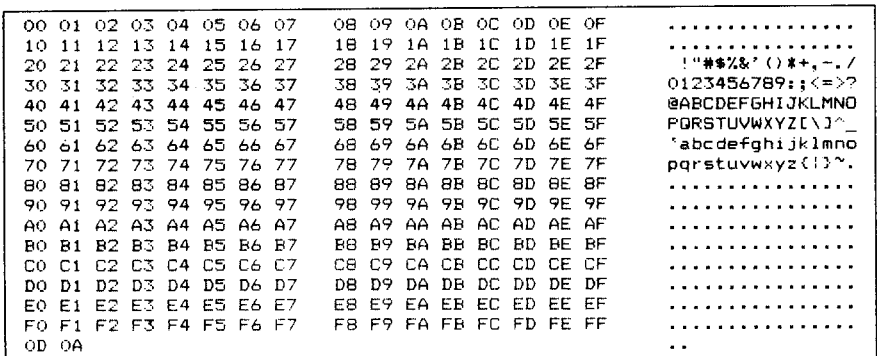 00 01 02 03 04 05 06 07 08 09 0A 0B 0C 0D 0E 0F ................
10 11 12 13 14 15 16 17 18 19 1A 1B 1C 1D 1E 1F ................
20 21 22 23 24 25 26 27 28 29 2A 2B 2C 2D 2E 2F  !"#$%&'()*+,-./
30 31 32 33 34 35 36 37 38 39 3A 3B 3C 3D 3E 3F 0123456789:;<=>?
40 41 42 43 44 45 46 47 48 49 4A 4B 4C 4D 4E 4F @ABCDEFGHIJKLMNO
50 51 52 53 54 55 56 57 58 59 5A 5B 5C 5D 5E 5F PQRSTUVWXYZ[\]^_
60 61 62 63 64 65 66 67 68 69 6A 6B 6C 6D 6E 6F `abcdefghijklmno
70 71 72 73 74 75 76 77 78 79 7A 7B 7C 7D 7E 7F pqrstuvwxyz{|}~.
80 81 82 83 84 85 86 87 88 89 8A 8B 8C 8D 8E 8F ................
90 91 92 93 94 95 96 97 98 99 9A 9B 9C 9D 9E 9F ................
A0 A1 A2 A3 A4 A5 A6 A7 A8 A9 AA AB AC AD AE AF ................
B0 B1 B2 B3 B4 B5 B6 B7 B8 B9 BA BB BC BD BE BF ................
C0 C1 C2 C3 C4 C5 C6 C7 C8 C9 CA CB CC CD CE CF ................
D0 D1 D2 D3 D4 D5 D6 D7 D8 D9 DA DB DC DD DE DF ................
E0 E1 E2 E3 E4 E5 E6 E7 E8 E9 EA EB EC ED EE EF ................
F0 F1 F2 F3 F4 F5 F6 F7 F8 F9 FA FB FC FD FE FF ................
0D 0A ..